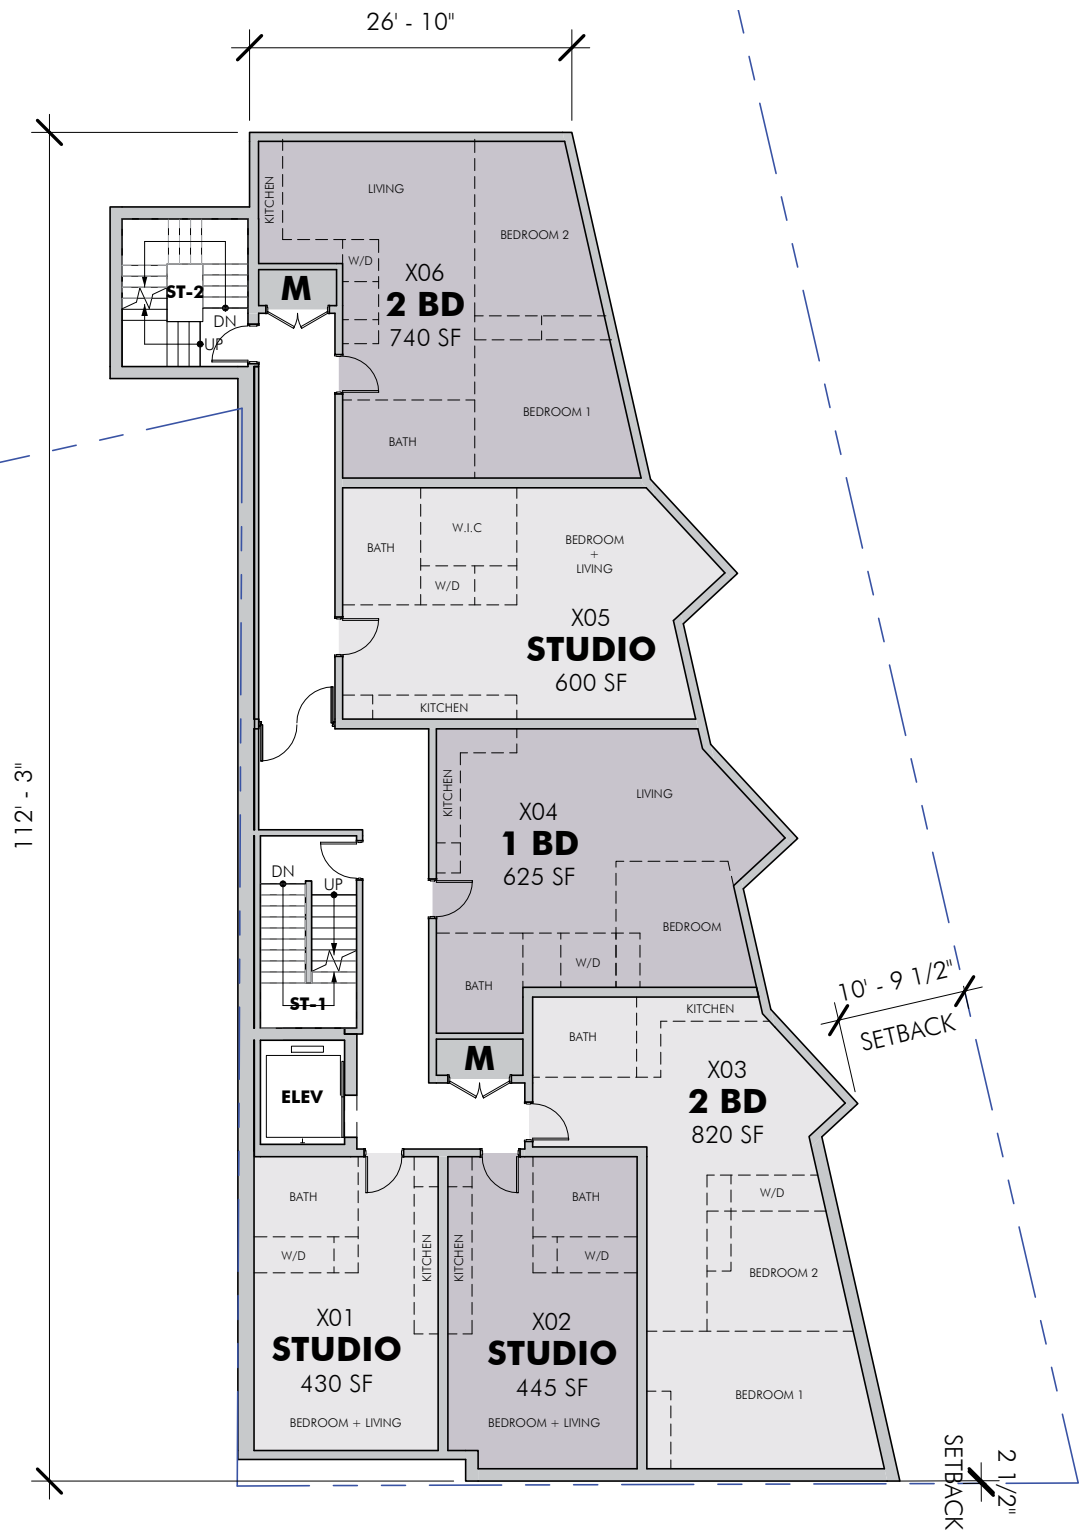 26' - 10"
112' - 3"
KITCHEN
LIVING
BEDROOM 2
W/D
X06
2 BD
740 SF
BEDROOM 1
BATH
ST-2
DN
UP
M
BATH
W.I.C
W/D
BEDROOM
+
LIVING
X05
STUDIO
600 SF
KITCHEN
KITCHEN
LIVING
X04
1 BD
625 SF
BEDROOM
W/D
BATH
DN
UP
ST-1
10' - 9 1/2"
SETBACK
KITCHEN
BATH
M
ELEV
X03
2 BD
820 SF
W/D
BEDROOM 2
BEDROOM 1
BATH
W/D
KITCHEN
X01
STUDIO
430 SF
BEDROOM + LIVING
KITCHEN
BATH
W/D
X02
STUDIO
445 SF
BEDROOM + LIVING
2 1/2"
SETBACK